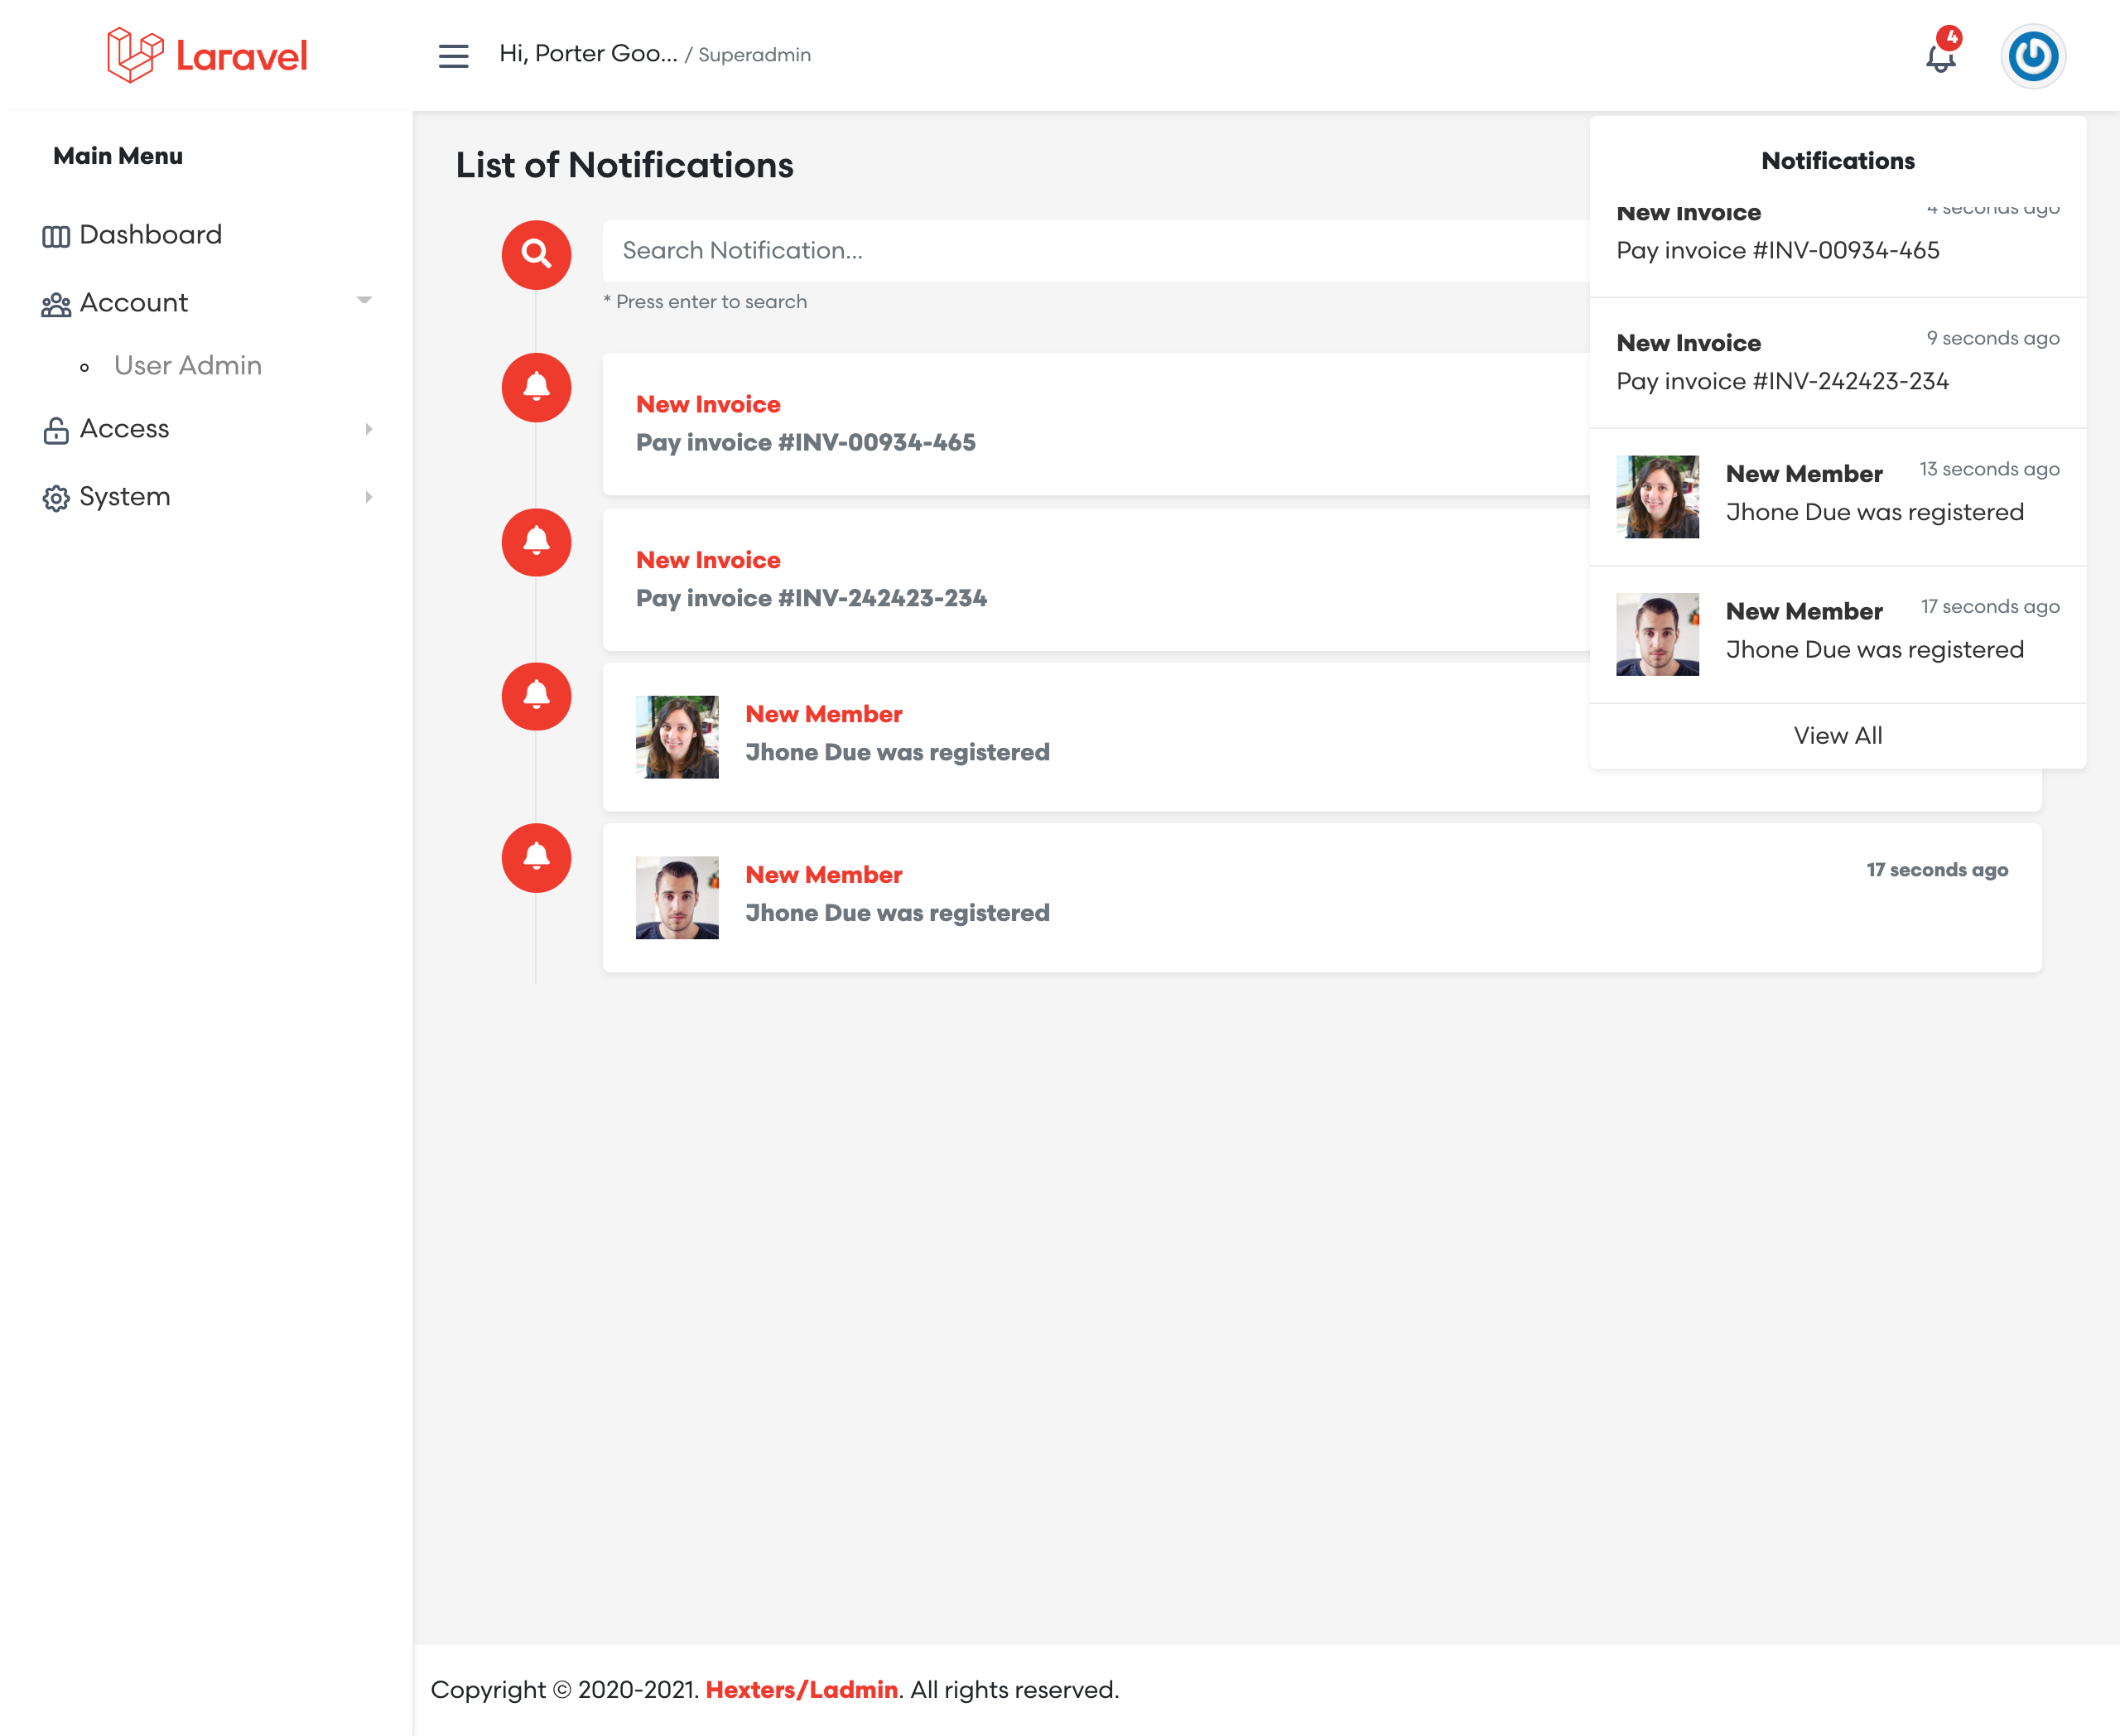 Laravel
Hi, Porter Goo... / Superadmin
4
Main Menu
Dashboard
Account
User Admin
Access
System
List of Notifications
Search Notification...
* Press enter to search
New Invoice
Pay invoice #INV-00934-465
New Invoice
Pay invoice #INV-242423-234
New Member
Jhone Due was registered
New Member
17 seconds ago
Jhone Due was registered
Notifications
New Invoice
4 seconds ago
Pay invoice #INV-00934-465
New Invoice
9 seconds ago
Pay invoice #INV-242423-234
New Member
13 seconds ago
Jhone Due was registered
New Member
17 seconds ago
Jhone Due was registered
View All
Copyright © 2020-2021. Hexters/Ladmin. All rights reserved.